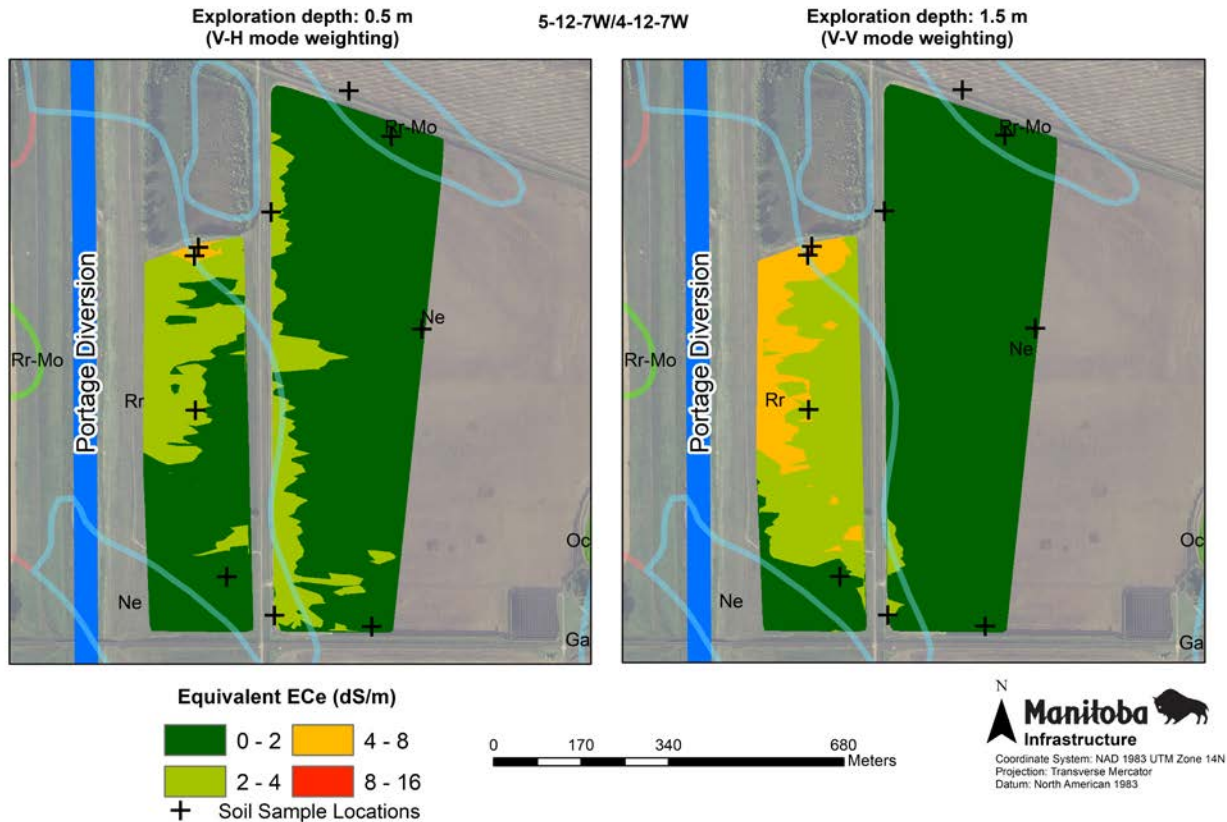 5-12-7W/4-12-7W
Exploration depth: 0.5 m
(V-H mode weighting)
Exploration depth: 1.5 m
(V-V mode weighting)
Portage Diversion
Rr-Mo
Rr-Mo
Ne
Rr
Ne
Oc
Ga
Portage Diversion
Rr-Mo
Rr-Mo
Ne
Rr
Ne
Oc
Ga
Equivalent ECe (dS/m)
0 - 2
4 - 8
2 - 4
8 - 16
Soil Sample Locations
0 170 340 680
Meters
N
Manitoba
Infrastructure
Coordinate System: NAD 1983 UTM Zone 14N
Projection: Transverse Mercator
Datum: North American 1983